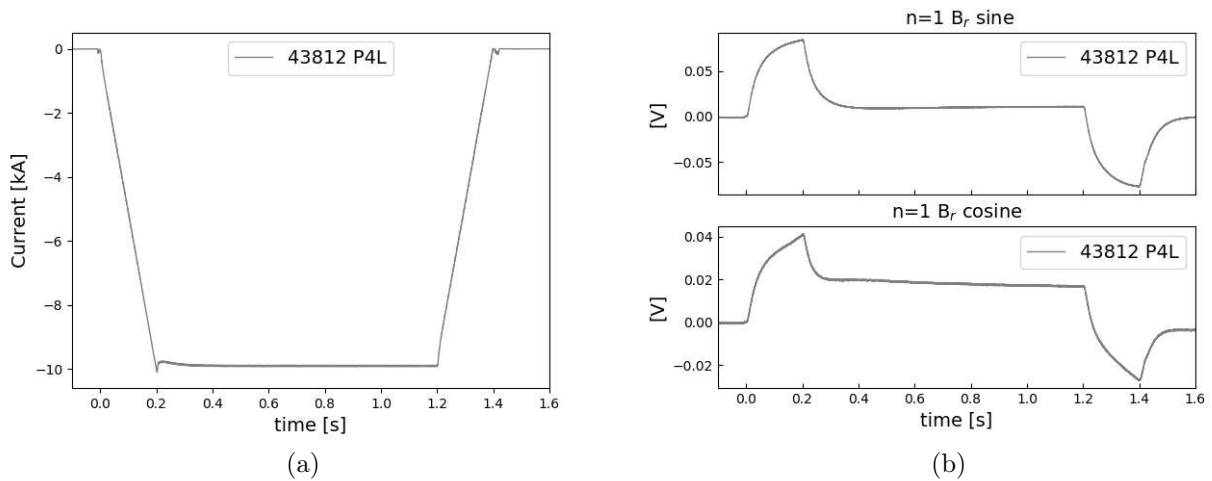 43812 P4L
Current [kA]
0
−2
−4
−6
−8
−10
0.0 0.2 0.4 0.6 0.8 1.0 1.2 1.4 1.6
time [s]
(a)
n=1 Bᵣ sine
43812 P4L
[V]
0.05
0.00
−0.05
n=1 Bᵣ cosine
43812 P4L
[V]
0.04
0.02
0.00
−0.02
0.0 0.2 0.4 0.6 0.8 1.0 1.2 1.4 1.6
time [s]
(b)